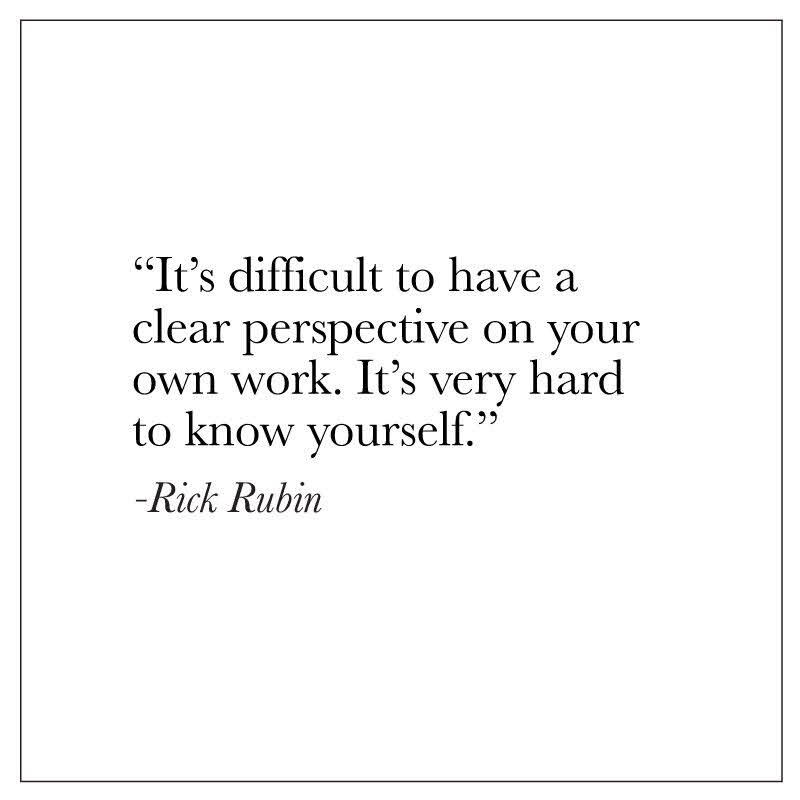 “It’s difficult to have a
clear perspective on your
own work. It’s very hard
to know yourself.”
-Rick Rubin